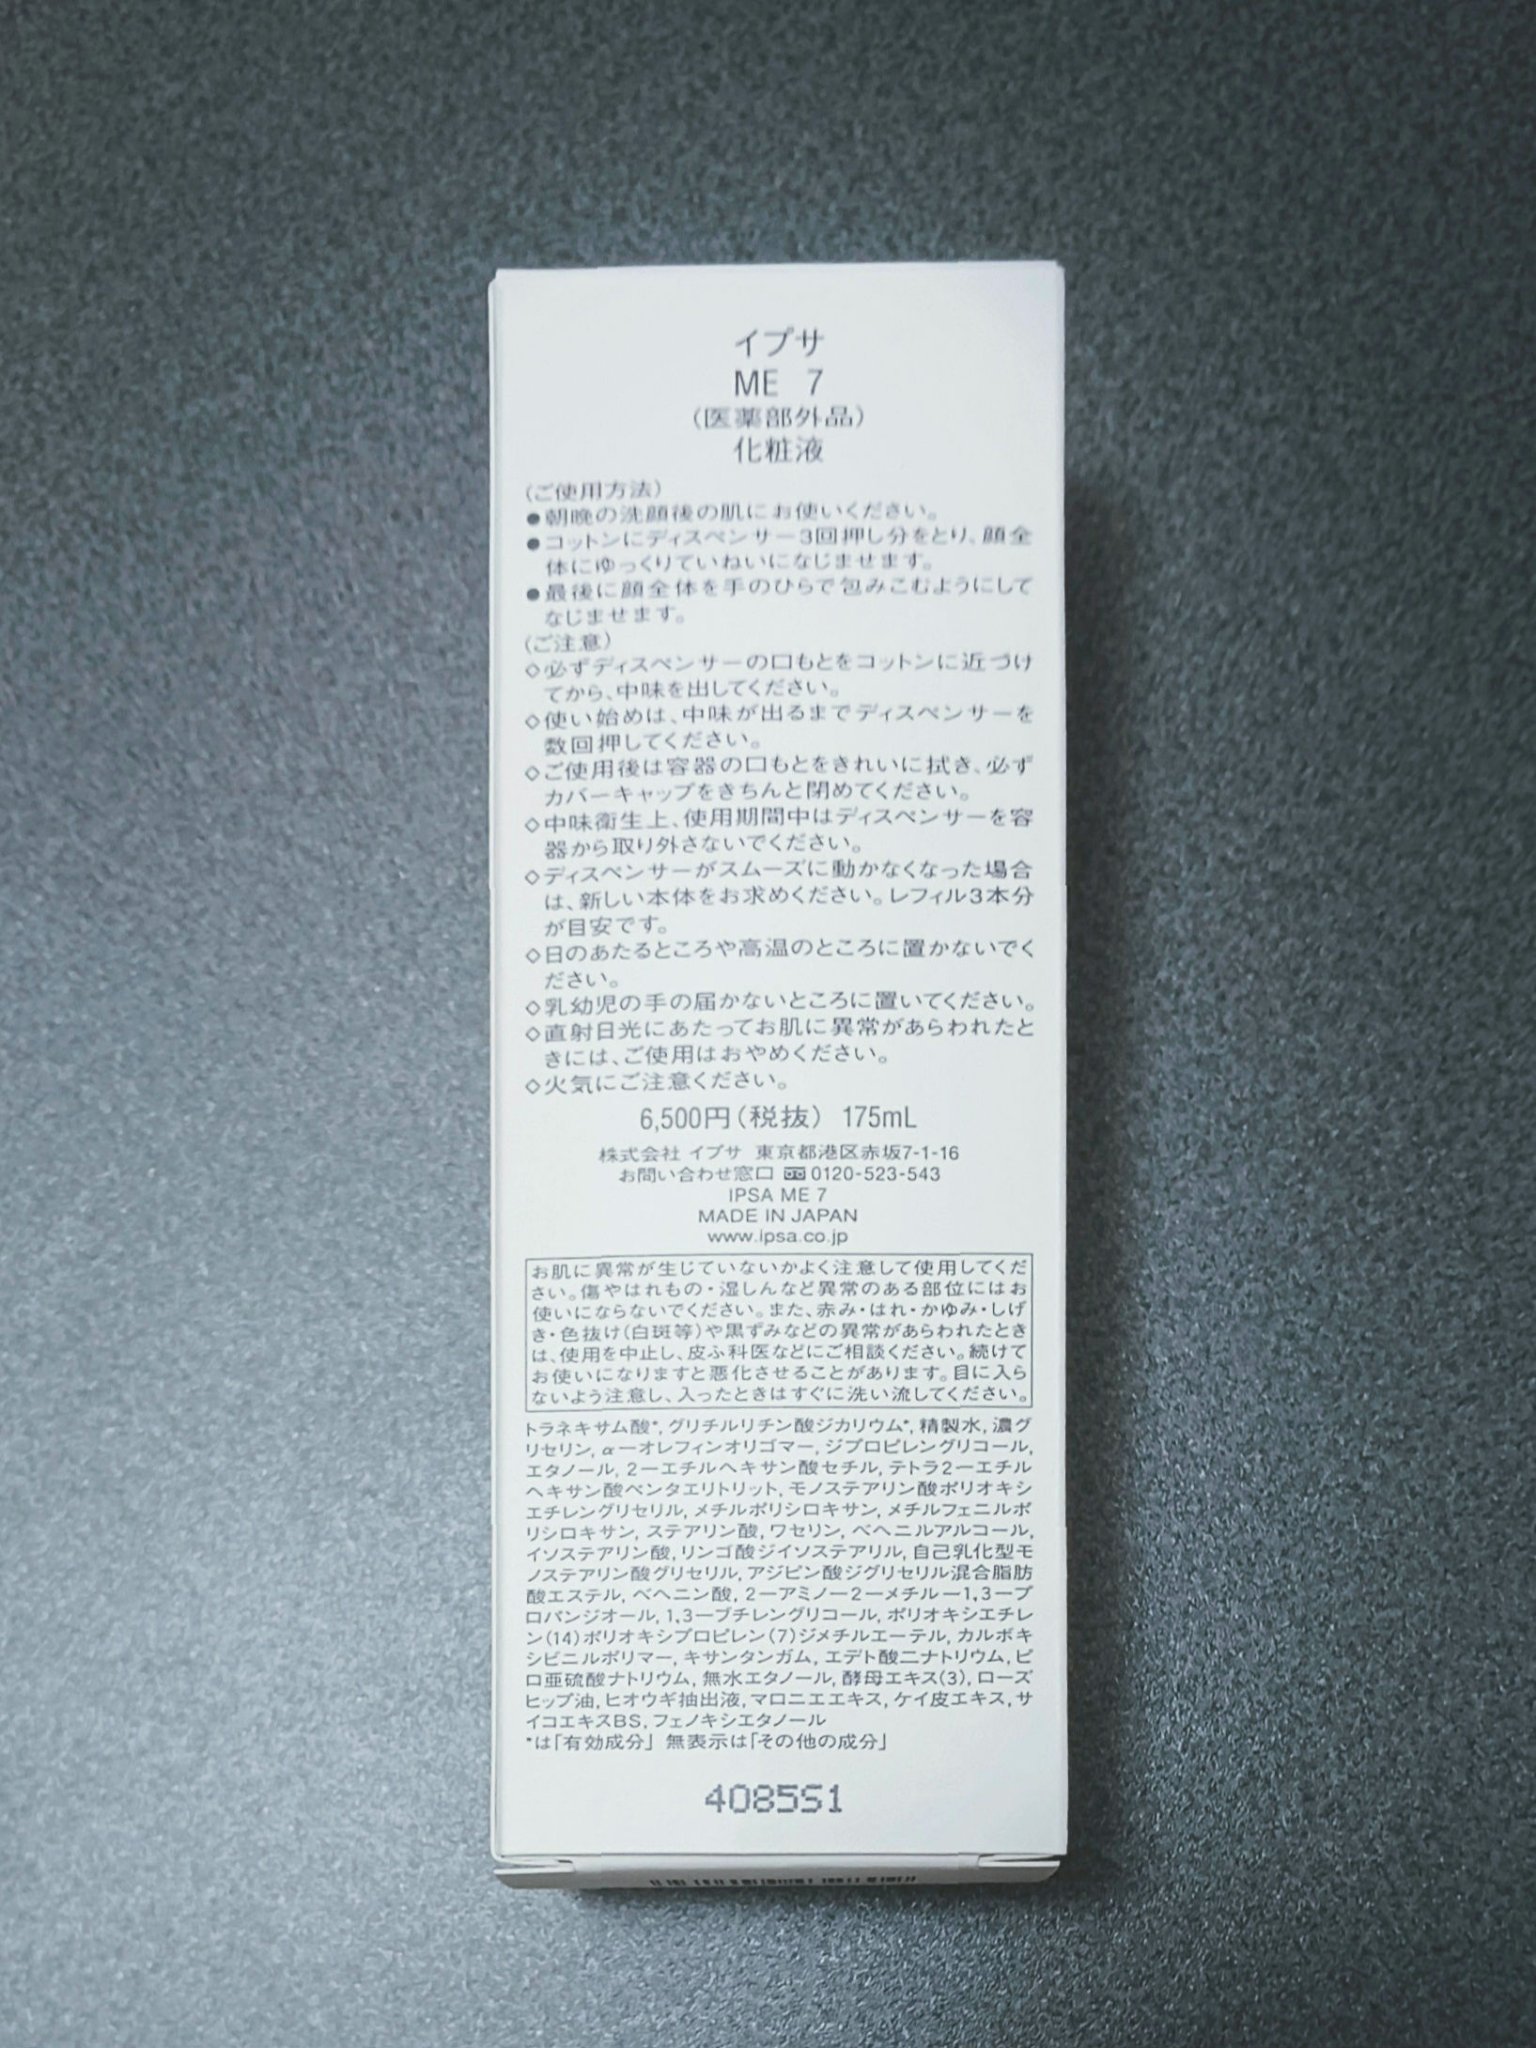 イプサ
ME 7
(医薬部外品)
化粧液
(ご使用方法)
●朝晩の洗顔後の肌にお使いください。
●コットンにディスペンサー3回押し分をとり、顔全
体にゆっくりていねいになじませます。
●最後に顔全体を手のひらで包みこむようにして
なじませます。
(ご注意)
◇必ずディスペンサーの口もとをコットンに近づけ
てから、中味を出してください。
◇使い始めは、中味が出るまでディスペンサーを
数回押してください。
◇ご使用後は容器の口もとをきれいに拭き、必ず
カバーキャップをきちんと閉めてください。
◇中味衛生上、使用期間中はディスペンサーを容
器から取り外さないでください。
◇ディスペンサーがスムーズに動かなくなった場合
は、新しい本体をお求めください。レフィル3本分
が目安です。
◇日のあたるところや高温のところに置かないでく
ださい。
◇乳幼児の手の届かないところに置いてください。
◇直射日光にあたってお肌に異常があらわれたと
きには、ご使用はおやめください。
◇火気にご注意ください。
6,500円(税抜) 175mL
株式会社 イプサ 東京都港区赤坂7-1-16
お問い合わせ窓口 0120-523-543
IPSA ME 7
MADE IN JAPAN
www.ipsa.co.jp
お肌に異常が生じていないかよく注意して使用してくだ
さい。傷やはれもの・湿しんなど異常のある部位にはお
使いにならないでください。また、赤み・はれ・かゆみ・しげ
き・色抜け(白斑等)や黒ずみなどの異常があらわれたとき
は、使用を中止し、皮ふ科医などにご相談ください。続けて
お使いになりますと悪化させることがあります。目に入ら
ないよう注意し、入ったときはすぐに洗い流してください。
トラネキサム酸*, グリチルリチン酸ジカリウム*, 精製水, 濃グ
リセリン, α-オレフィンオリゴマー, ジプロピレングリコール,
エタノール, 2-エチルヘキサン酸セチル, テトラ2-エチル
ヘキサン酸ペンタエリトリット, モノステアリン酸ポリオキシ
エチレングリセリル, メチルポリシロキサン, メチルフェニルポ
リシロキサン, ステアリン酸, ワセリン, ベヘニルアルコール,
イソステアリン酸, リンゴ酸ジイソステアリル, 自己乳化型モ
ノステアリン酸グリセリル, アジピン酸ジグリセリル混合脂肪
酸エステル, ベヘニン酸, 2-アミノ-2-メチル-1,3-プ
ロパンジオール, 1,3-ブチレングリコール, ポリオキシエチレ
ン(14)ポリオキシプロピレン(7)ジメチルエーテル, カルボキ
シビニルポリマー, キサンタンガム, エデト酸二ナトリウム, ピ
ロ亜硫酸ナトリウム, 無水エタノール, 酵母エキス(3), ローズ
ヒップ油, ヒオウギ抽出液, マロニエエキス, ケイ皮エキス, サ
イコエキスBS, フェノキシエタノール
*は「有効成分」 無表示は「その他の成分」
4085S1